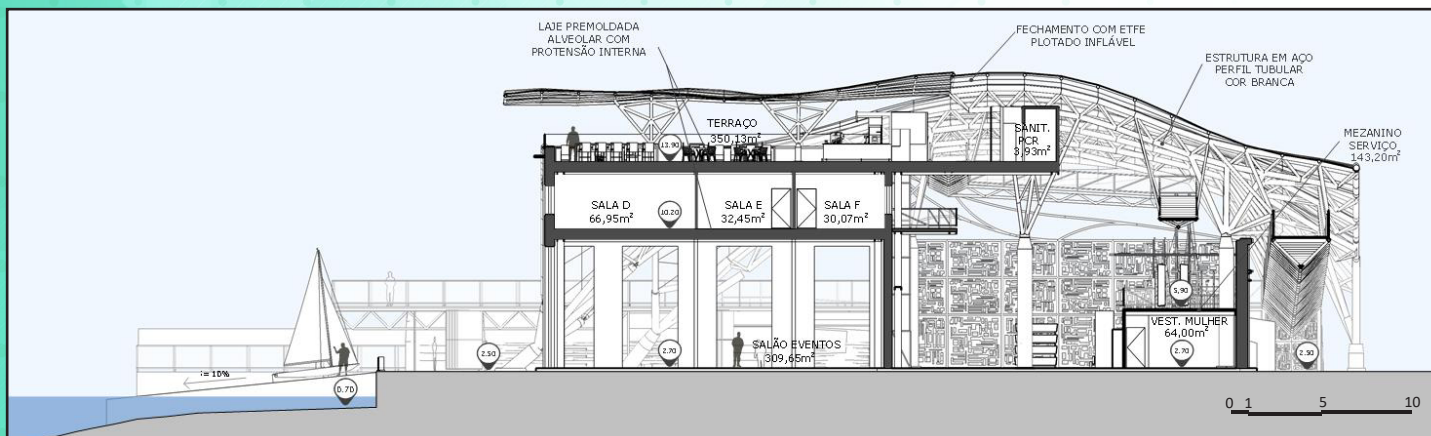 LAJE PREMOLDADA
ALVEOLAR COM
PROTENSÃO INTERNA
FECHAMENTO COM ETFE
PLOTADO INFLÁVEL
ESTRUTURA EM AÇO
PERFIL TUBULAR
COR BRANCA
MEZANINO
SERVIÇO
143,20m²
TERRAÇO
350,13m²
13.90
SANIT.
PCR
3,93m²
SALA D
66,95m²
10.20
SALA E
32,45m²
SALA F
30,07m²
5,90
VEST. MULHER
64,00m²
2.70
2.50
SALÃO EVENTOS
309,65m²
2.70
2.50
i= 10%
0.70
0 1 5 10